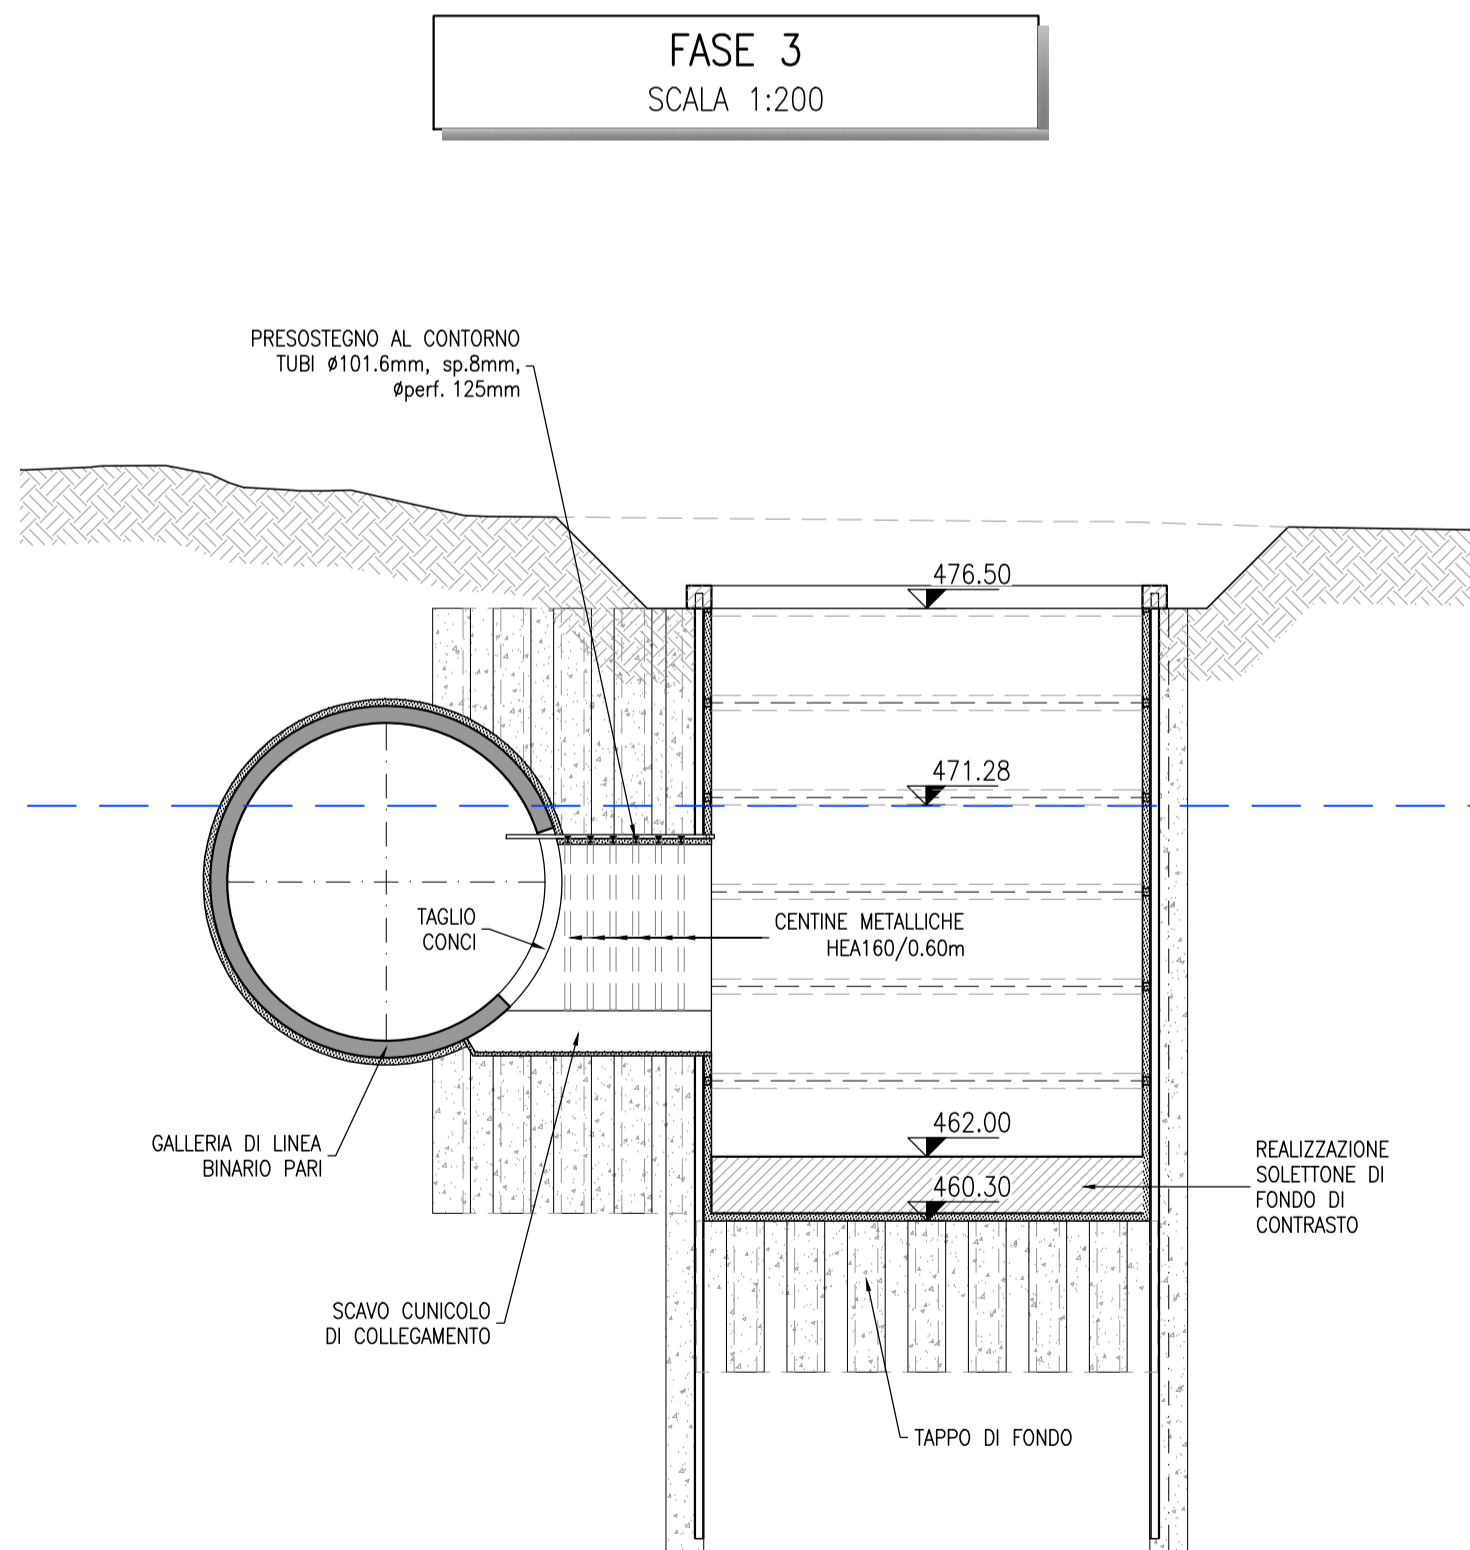 FASE 3
SCALA 1:200
PRESOSTEGNO AL CONTORNO
TUBI ø101.6mm, sp.8mm,
øperf. 125mm
476.50
471.28
TAGLIO
CONCI
CENTINE METALLICHE
HEA160/0.60m
GALLERIA DI LINEA
BINARIO PARI
462.00
460.30
REALIZZAZIONE
SOLETTONE DI
FONDO DI
CONTRASTO
SCAVO CUNICOLO
DI COLLEGAMENTO
TAPPO DI FONDO